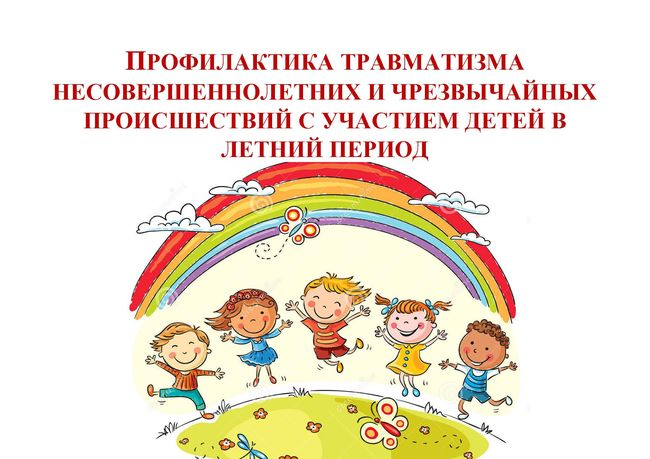 ПРОФИЛАКТИКА ТРАВМАТИЗМА
НЕСОВЕРШЕННОЛЕТНИХ И ЧРЕЗВЫЧАЙНЫХ
ПРОИСШЕСТВИЙ С УЧАСТИЕМ ДЕТЕЙ В
ЛЕТНИЙ ПЕРИОД